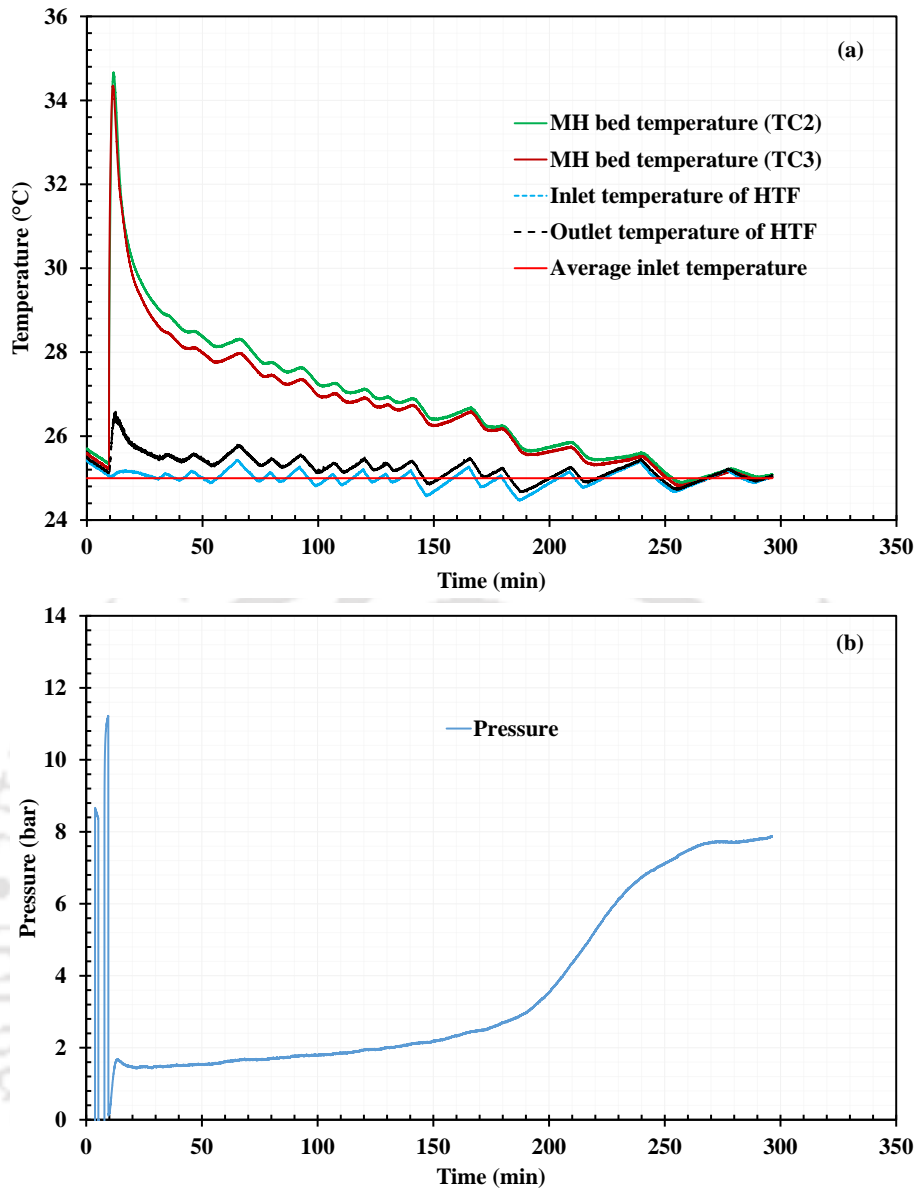 36
34
32
30
28
26
24
Temperature (°C)
(a)
MH bed temperature (TC2)
MH bed temperature (TC3)
Inlet temperature of HTF
Outlet temperature of HTF
Average inlet temperature
0 50 100 150 200 250 300 350
Time (min)
14
12
10
8
6
4
2
0
Pressure (bar)
(b)
Pressure
0 50 100 150 200 250 300 350
Time (min)